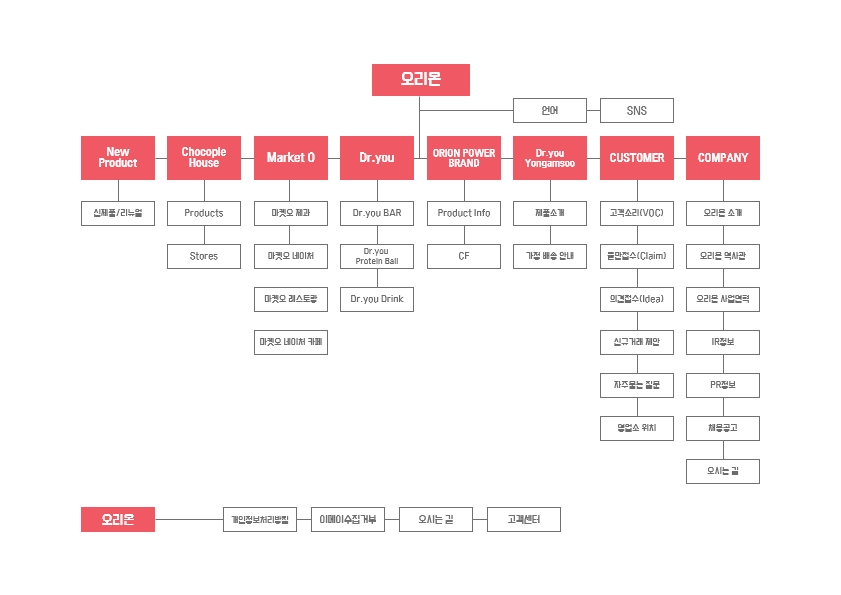 오리온
언어
SNS
New
Product
Chocopie
House
Market O
Dr.you
ORION POWER
BRAND
Dr.you
Yongamsoo
CUSTOMER
COMPANY
신제품/리뉴얼
Products
마켓오 제과
Dr.you BAR
Product Info
제품소개
고객소리(VOC)
오리온 소개
Stores
마켓오 네이처
Dr.you
Protein Ball
CF
가정 배송 안내
불만접수(Claim)
오리온 역사관
마켓오 레스토랑
Dr.you Drink
의견접수(Idea)
오리온 사업연혁
마켓오 네이처 카페
신규거래 제안
IR정보
자주묻는 질문
PR정보
영업소 위치
채용공고
오시는 길
오리온
개인정보처리방침
이메일수집거부
오시는 길
고객센터